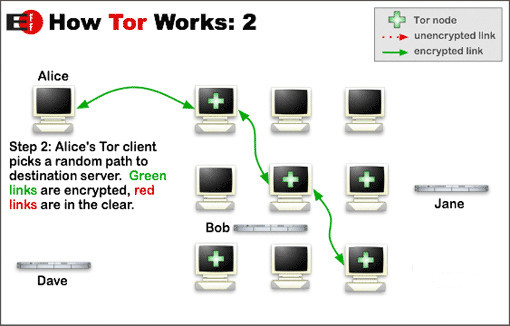 EFF How Tor Works: 2
Tor node
unencrypted link
encrypted link
Alice
Step 2: Alice's Tor client
picks a random path to
destination server. Green
links are encrypted, red
links are in the clear.
Jane
Bob
Dave